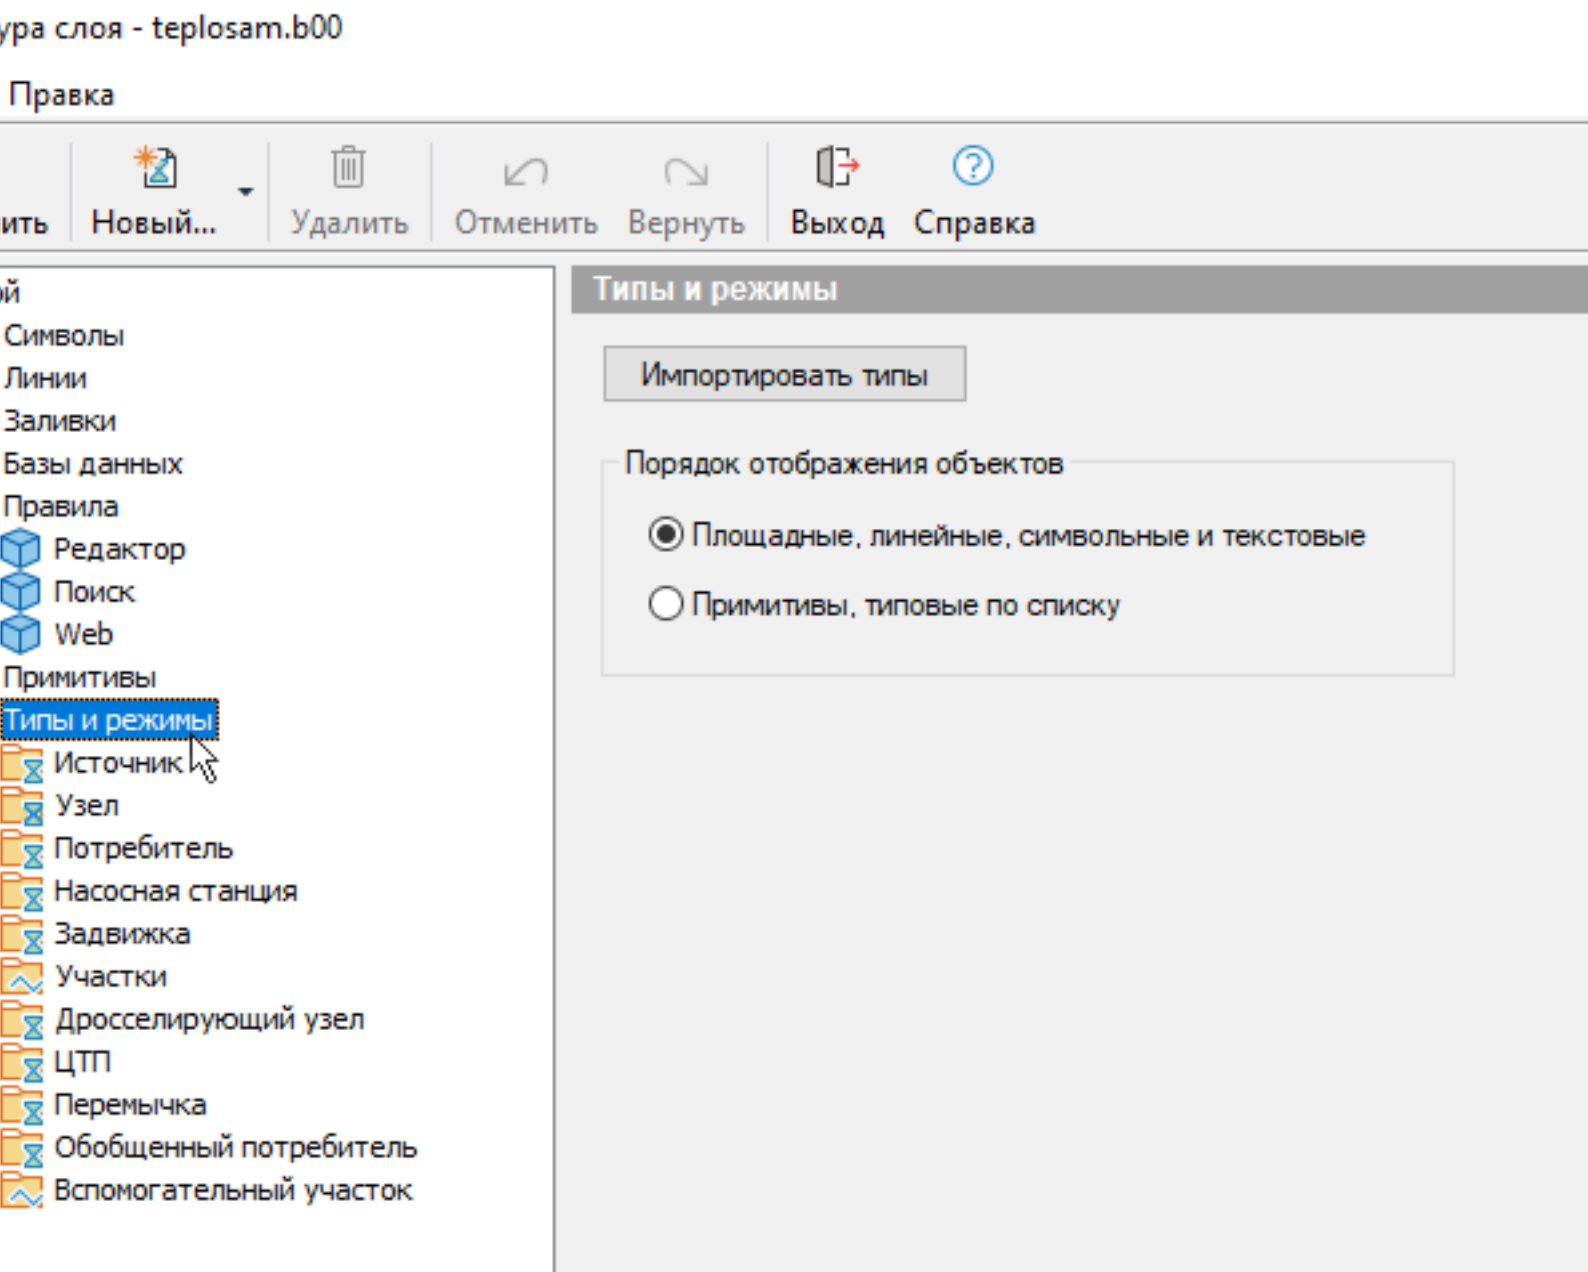 ура слоя - teplosam.b00
Правка
ить Новый... Удалить Отменить Вернуть Выход Справка
ой
Символы
Линии
Заливки
Базы данных
Правила
Редактор
Поиск
Web
Примитивы
Типы и режимы
Источник
Узел
Потребитель
Насосная станция
Задвижка
Участки
Дросселирующий узел
ЦТП
Перемычка
Обобщенный потребитель
Вспомогательный участок
Типы и режимы
Импортировать типы
Порядок отображения объектов
Площадные, линейные, символьные и текстовые
Примитивы, типовые по списку